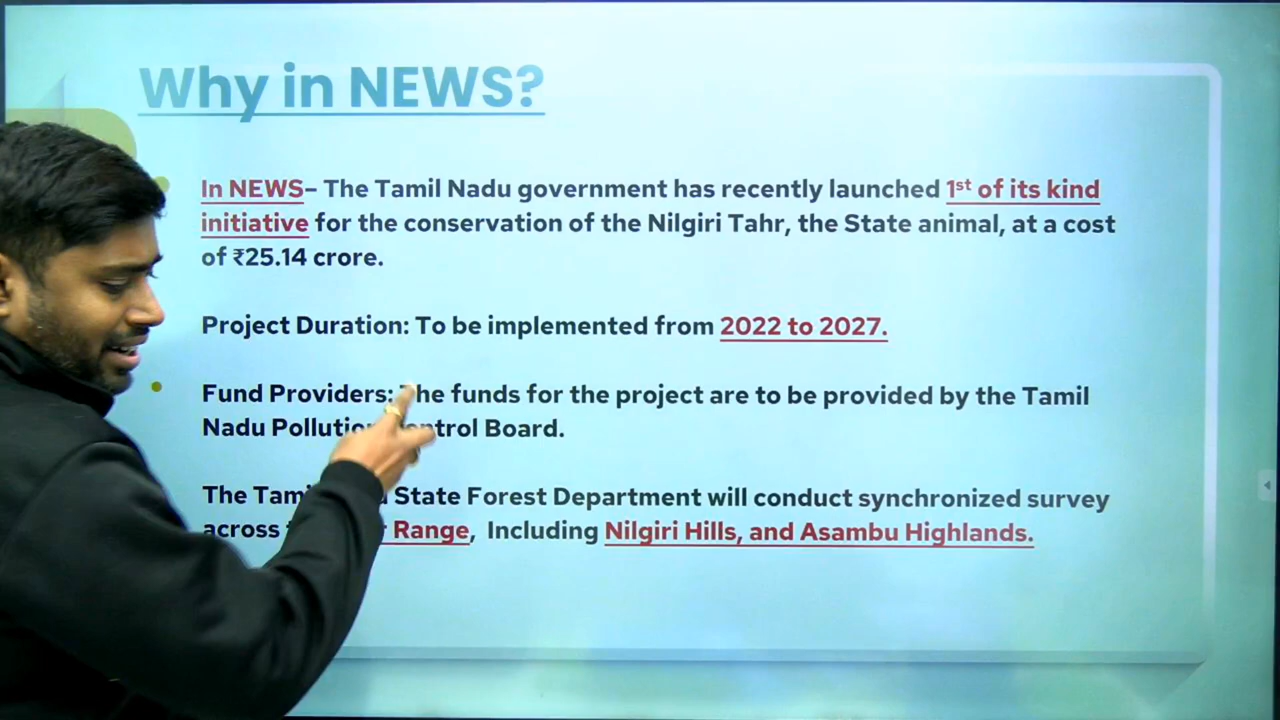 Why in NEWS?
In NEWS– The Tamil Nadu government has recently launched 1st of its kind
initiative for the conservation of the Nilgiri Tahr, the State animal, at a cost
of ₹25.14 crore.
Project Duration: To be implemented from 2022 to 2027.
Fund Providers: The funds for the project are to be provided by the Tamil
Nadu Pollution Control Board.
The State Forest Department will conduct synchronized survey
across Range, Including Nilgiri Hills, and Asambu Highlands.